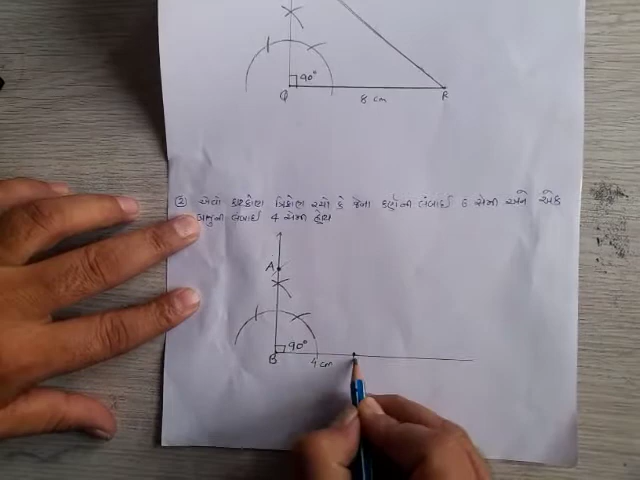 90°
Q 8 cm R
(2) એવો કાટકોણ ત્રિકોણ રચો કે જેના કર્ણની લંબાઈ 6 સેમી અને એક
બાજુની લંબાઈ 4 સેમી હોય
A
90°
B 4 cm